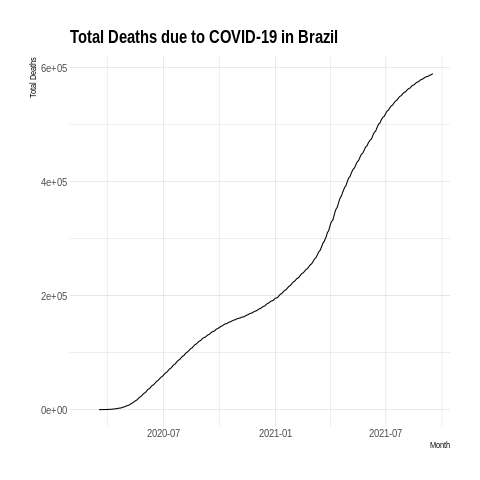 Total Deaths due to COVID-19 in Brazil
Total Deaths
6e+05
4e+05
2e+05
0e+00
2020-07
2021-01
2021-07
Month